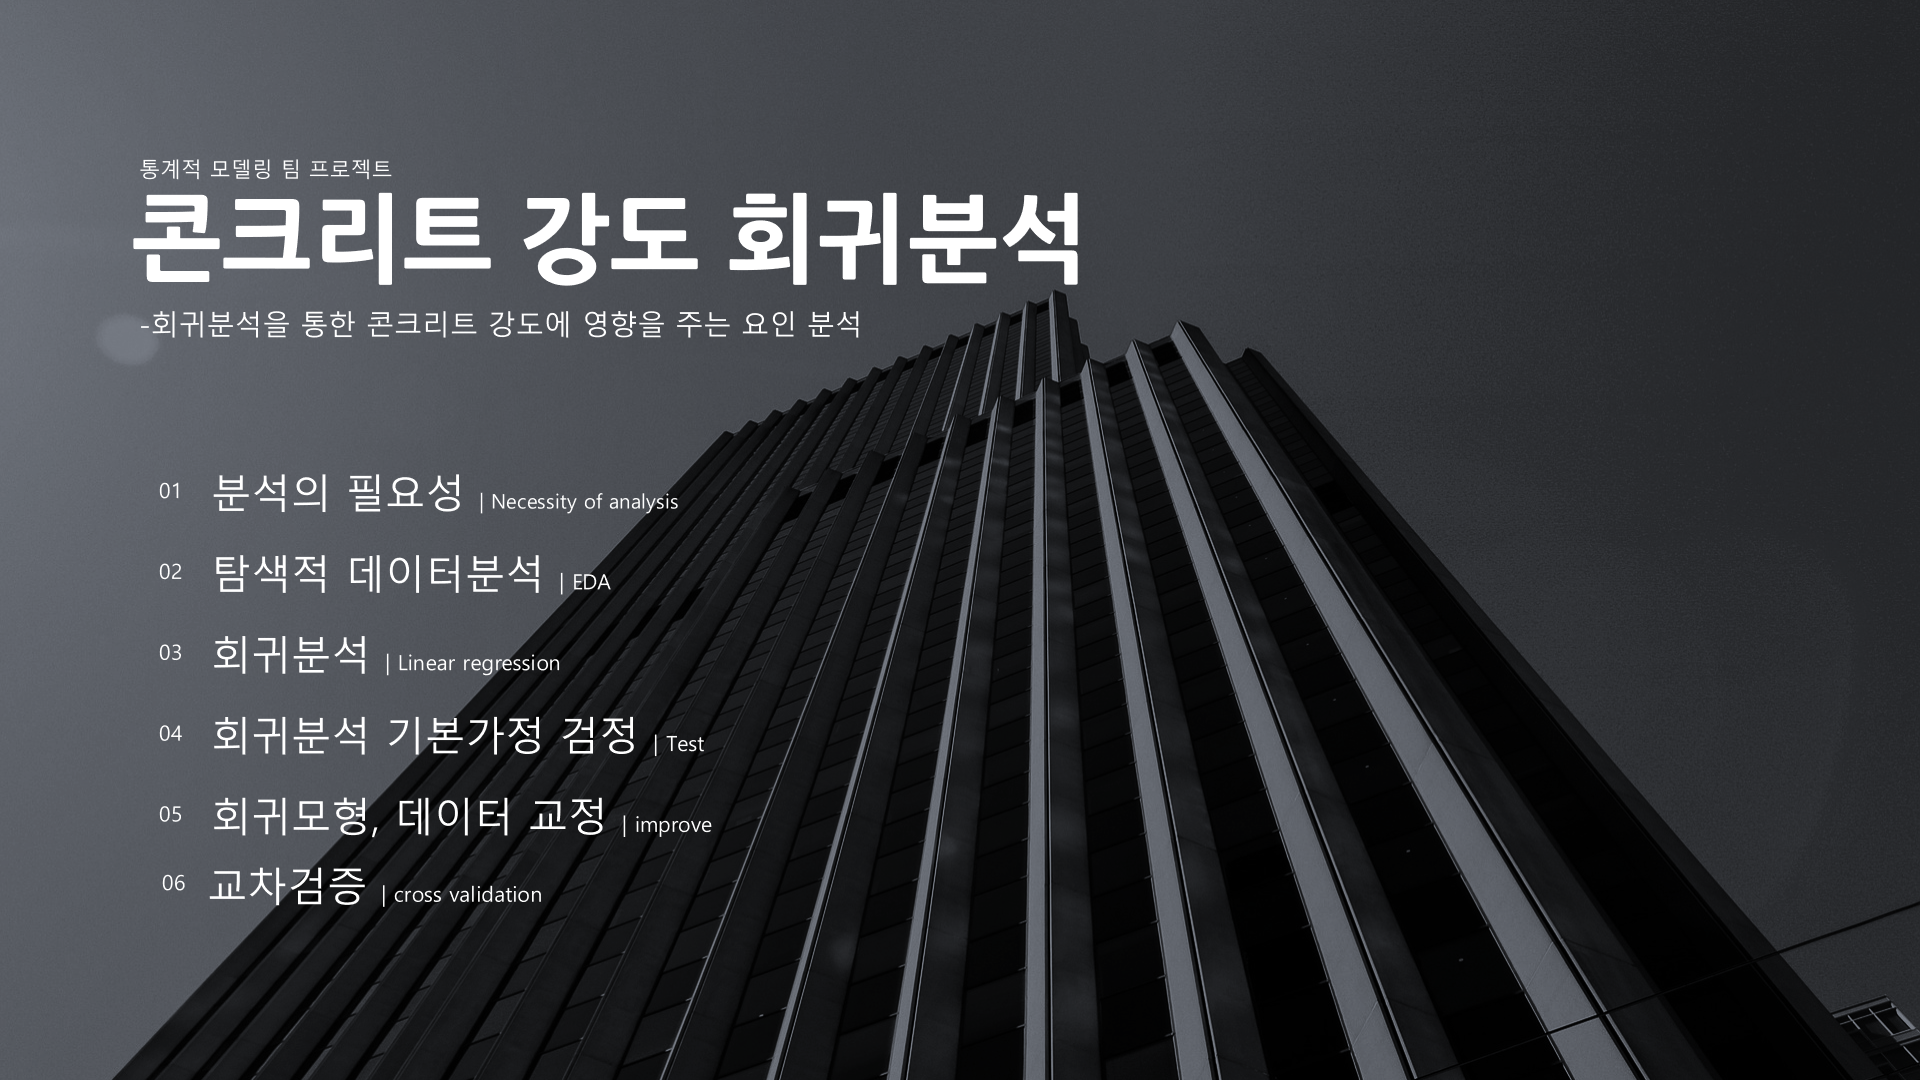 통계적 모델링 팀 프로젝트
콘크리트 강도 회귀분석
-회귀분석을 통한 콘크리트 강도에 영향을 주는 요인 분석
01 분석의 필요성 | Necessity of analysis
02 탐색적 데이터분석 | EDA
03 회귀분석 | Linear regression
04 회귀분석 기본가정 검정 | Test
05 회귀모형, 데이터 교정 | improve
06 교차검증 | cross validation